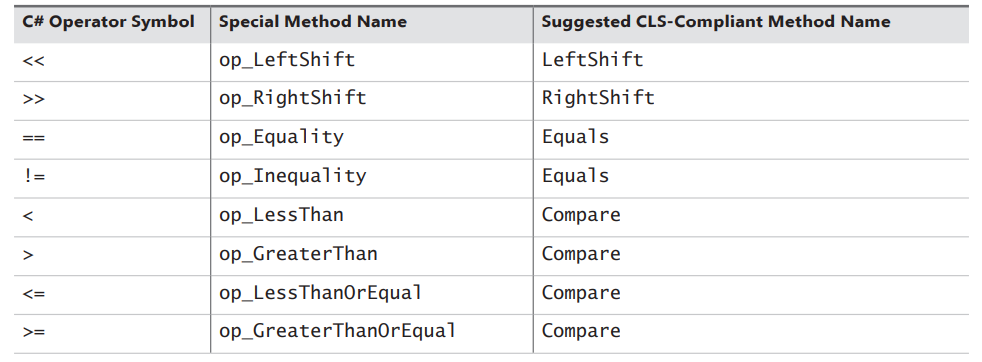 C# Operator Symbol Special Method Name Suggested CLS-Compliant Method Name
<< op_LeftShift LeftShift
>> op_RightShift RightShift
== op_Equality Equals
!= op_Inequality Equals
< op_LessThan Compare
> op_GreaterThan Compare
<= op_LessThanOrEqual Compare
>= op_GreaterThanOrEqual Compare